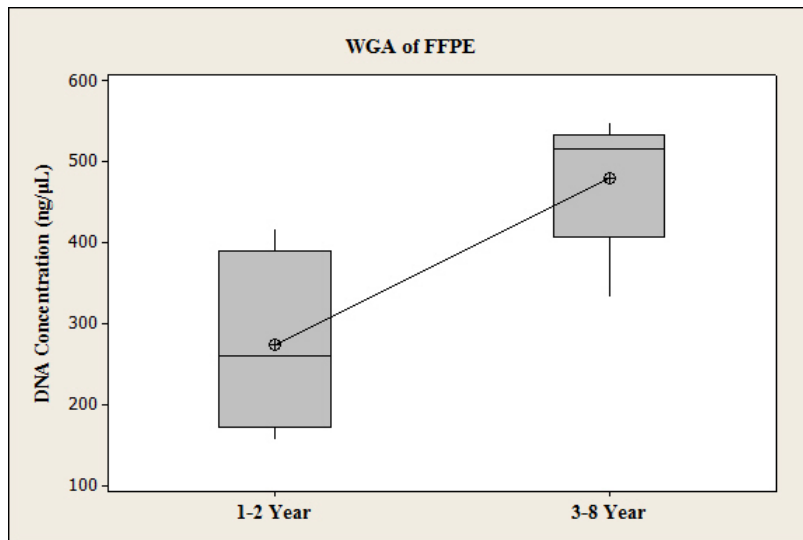 WGA of FFPE
600
500
400
300
200
100
DNA Concentration (ng/µL)
1-2 Year
3-8 Year